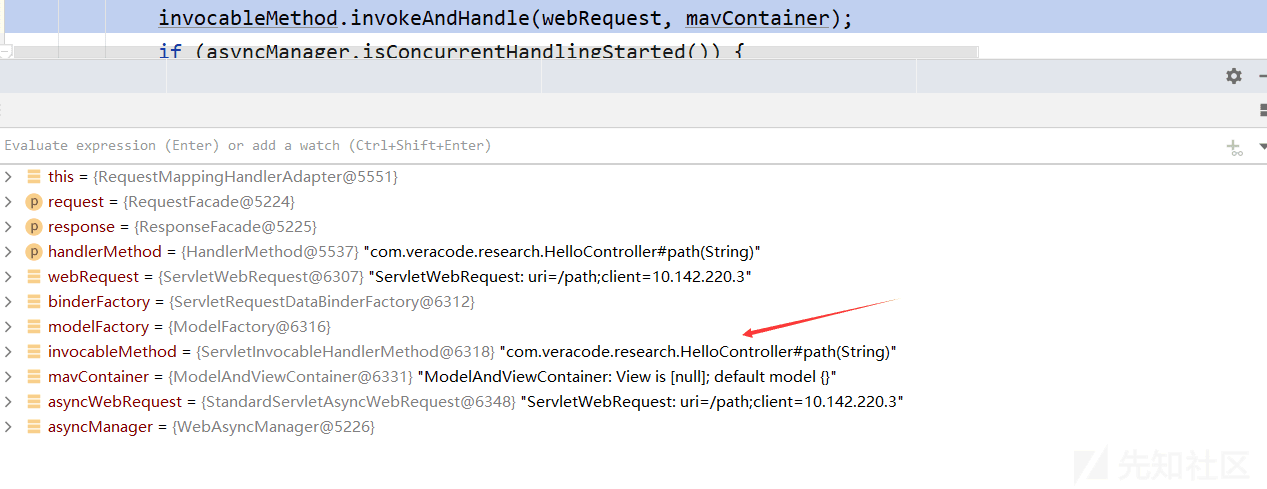 invocableMethod.invokeAndHandle(webRequest, mavContainer);
if (asyncManager.isConcurrentHandlingStarted()) {
Evaluate expression (Enter) or add a watch (Ctrl+Shift+Enter)
this = {RequestMappingHandlerAdapter@5551}
p request = {RequestFacade@5224}
p response = {ResponseFacade@5225}
p handlerMethod = {HandlerMethod@5537} "com.veracode.research.HelloController#path(String)"
webRequest = {ServletWebRequest@6307} "ServletWebRequest: uri=/path;client=10.142.220.3"
binderFactory = {ServletRequestDataBinderFactory@6312}
modelFactory = {ModelFactory@6316}
invocableMethod = {ServletInvocableHandlerMethod@6318} "com.veracode.research.HelloController#path(String)"
mavContainer = {ModelAndViewContainer@6331} "ModelAndViewContainer: View is [null]; default model {}"
asyncWebRequest = {StandardServletAsyncWebRequest@6348} "ServletWebRequest: uri=/path;client=10.142.220.3"
asyncManager = {WebAsyncManager@5226}
先知社区